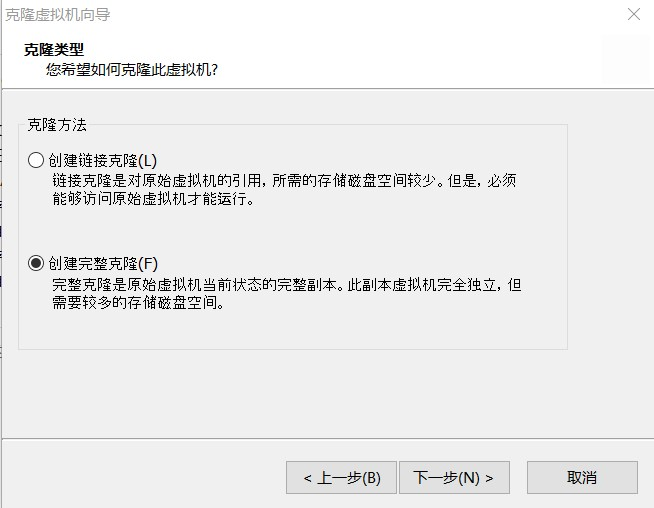 克隆虚拟机向导
克隆类型
您希望如何克隆此虚拟机?
克隆方法
创建链接克隆(L)
链接克隆是对原始虚拟机的引用，所需的存储磁盘空间较少。但是，必须
能够访问原始虚拟机才能运行。
创建完整克隆(F)
完整克隆是原始虚拟机当前状态的完整副本。此副本虚拟机完全独立，但
需要较多的存储磁盘空间。
< 上一步(B) 下一步(N) > 取消